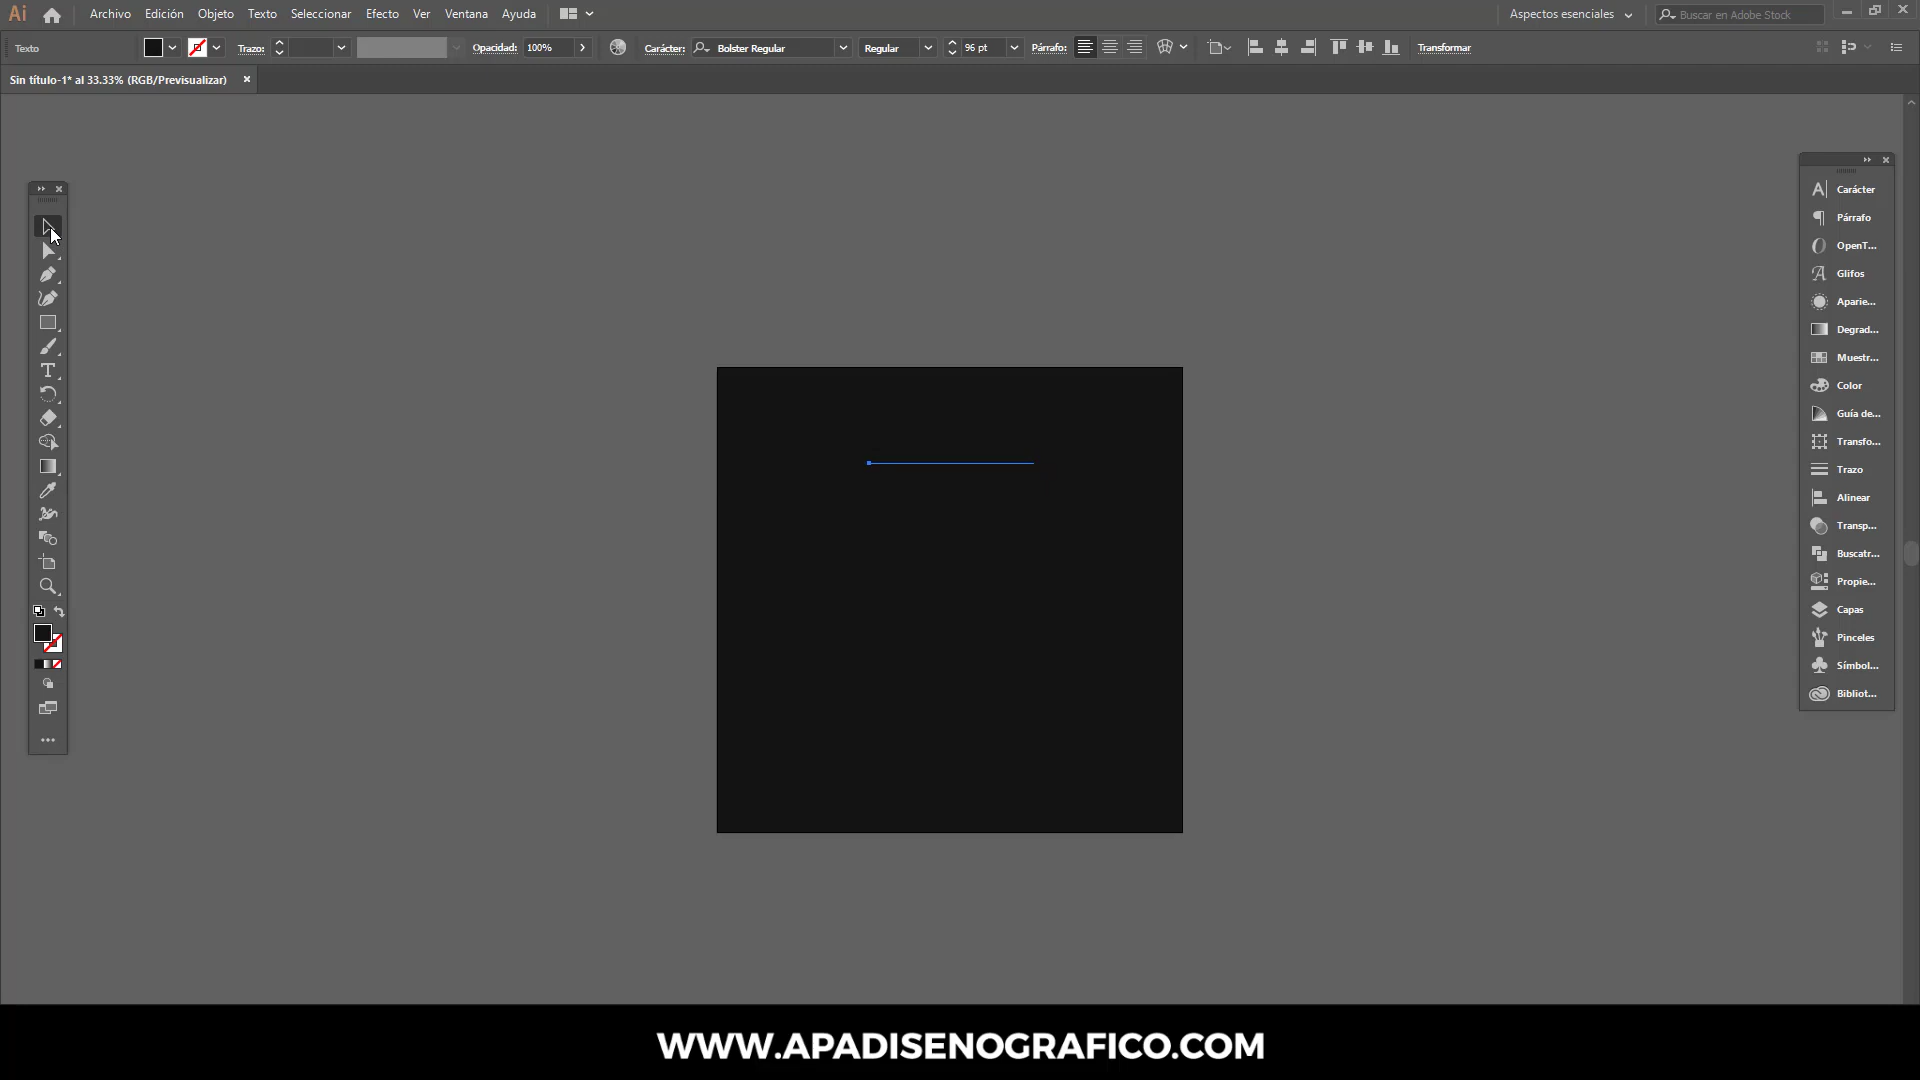 Ai Archivo Edición Objeto Texto Seleccionar Efecto Ver Ventana Ayuda Aspectos esenciales Buscar en Adobe Stock
Texto Trazo: Opacidad: 100% Carácter: Bolster Regular Regular 96 pt Párrafo: Transformar
Sin título-1* al 33.33% (RGB/Previsualizar)
Carácter
Párrafo
OpenT...
Glifos
Aparie...
Degrad...
Muestr...
Color
Guía de...
Transfo...
Trazo
Alinear
Transp...
Buscatr...
Propie...
Capas
Pinceles
Símbol...
Bibliot...
WWW.APADISENOGRAFICO.COM